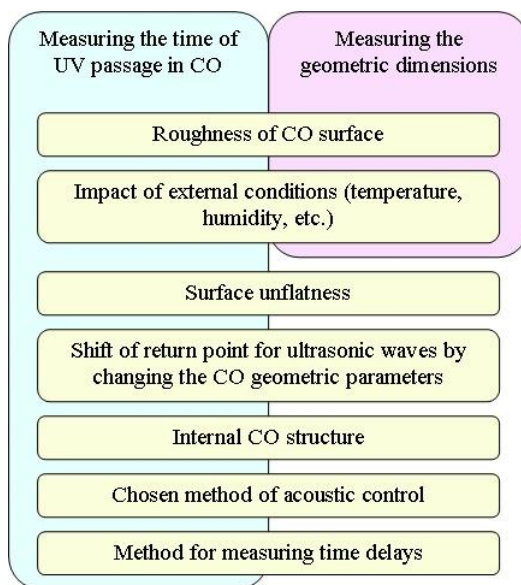 Measuring the time of
UV passage in CO
Measuring the
geometric dimensions
Roughness of CO surface
Impact of external conditions (temperature,
humidity, etc.)
Surface unflatness
Shift of return point for ultrasonic waves by
changing the CO geometric parameters
Internal CO structure
Chosen method of acoustic control
Method for measuring time delays